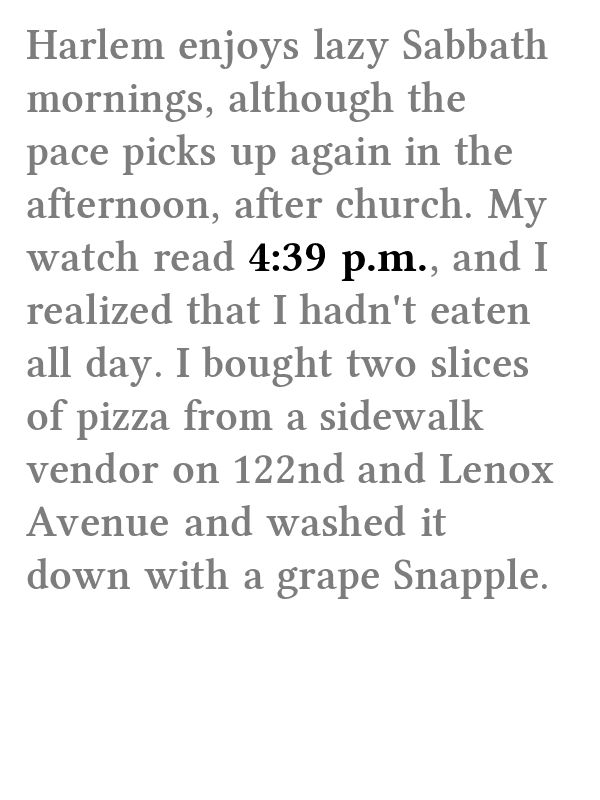 Harlem enjoys lazy Sabbath
mornings, although the
pace picks up again in the
afternoon, after church. My
watch read 4:39 p.m., and I
realized that I hadn't eaten
all day. I bought two slices
of pizza from a sidewalk
vendor on 122nd and Lenox
Avenue and washed it
down with a grape Snapple.